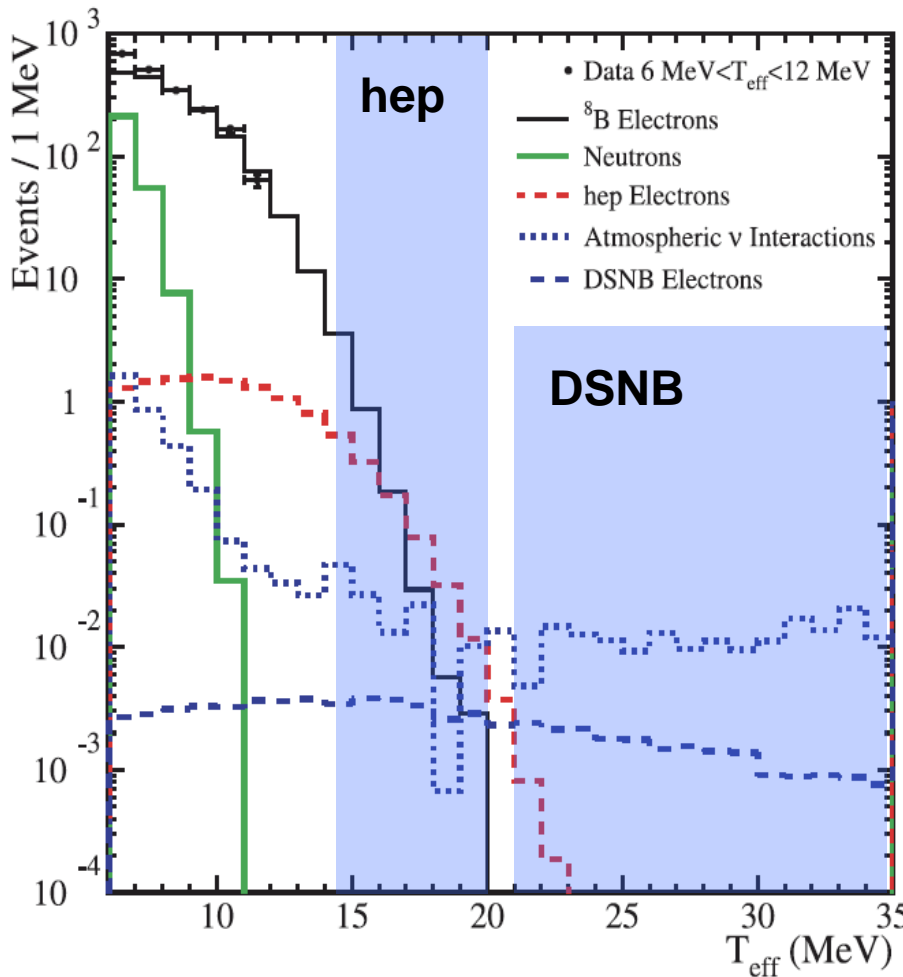 10³
10²
10
1
10⁻¹
10⁻²
10⁻³
10⁻⁴
Events / 1 MeV
hep
DSNB
• Data 6 MeV<T_eff<12 MeV
⁸B Electrons
Neutrons
hep Electrons
Atmospheric ν Interactions
DSNB Electrons
10 15 20 25 30 35
T_eff (MeV)